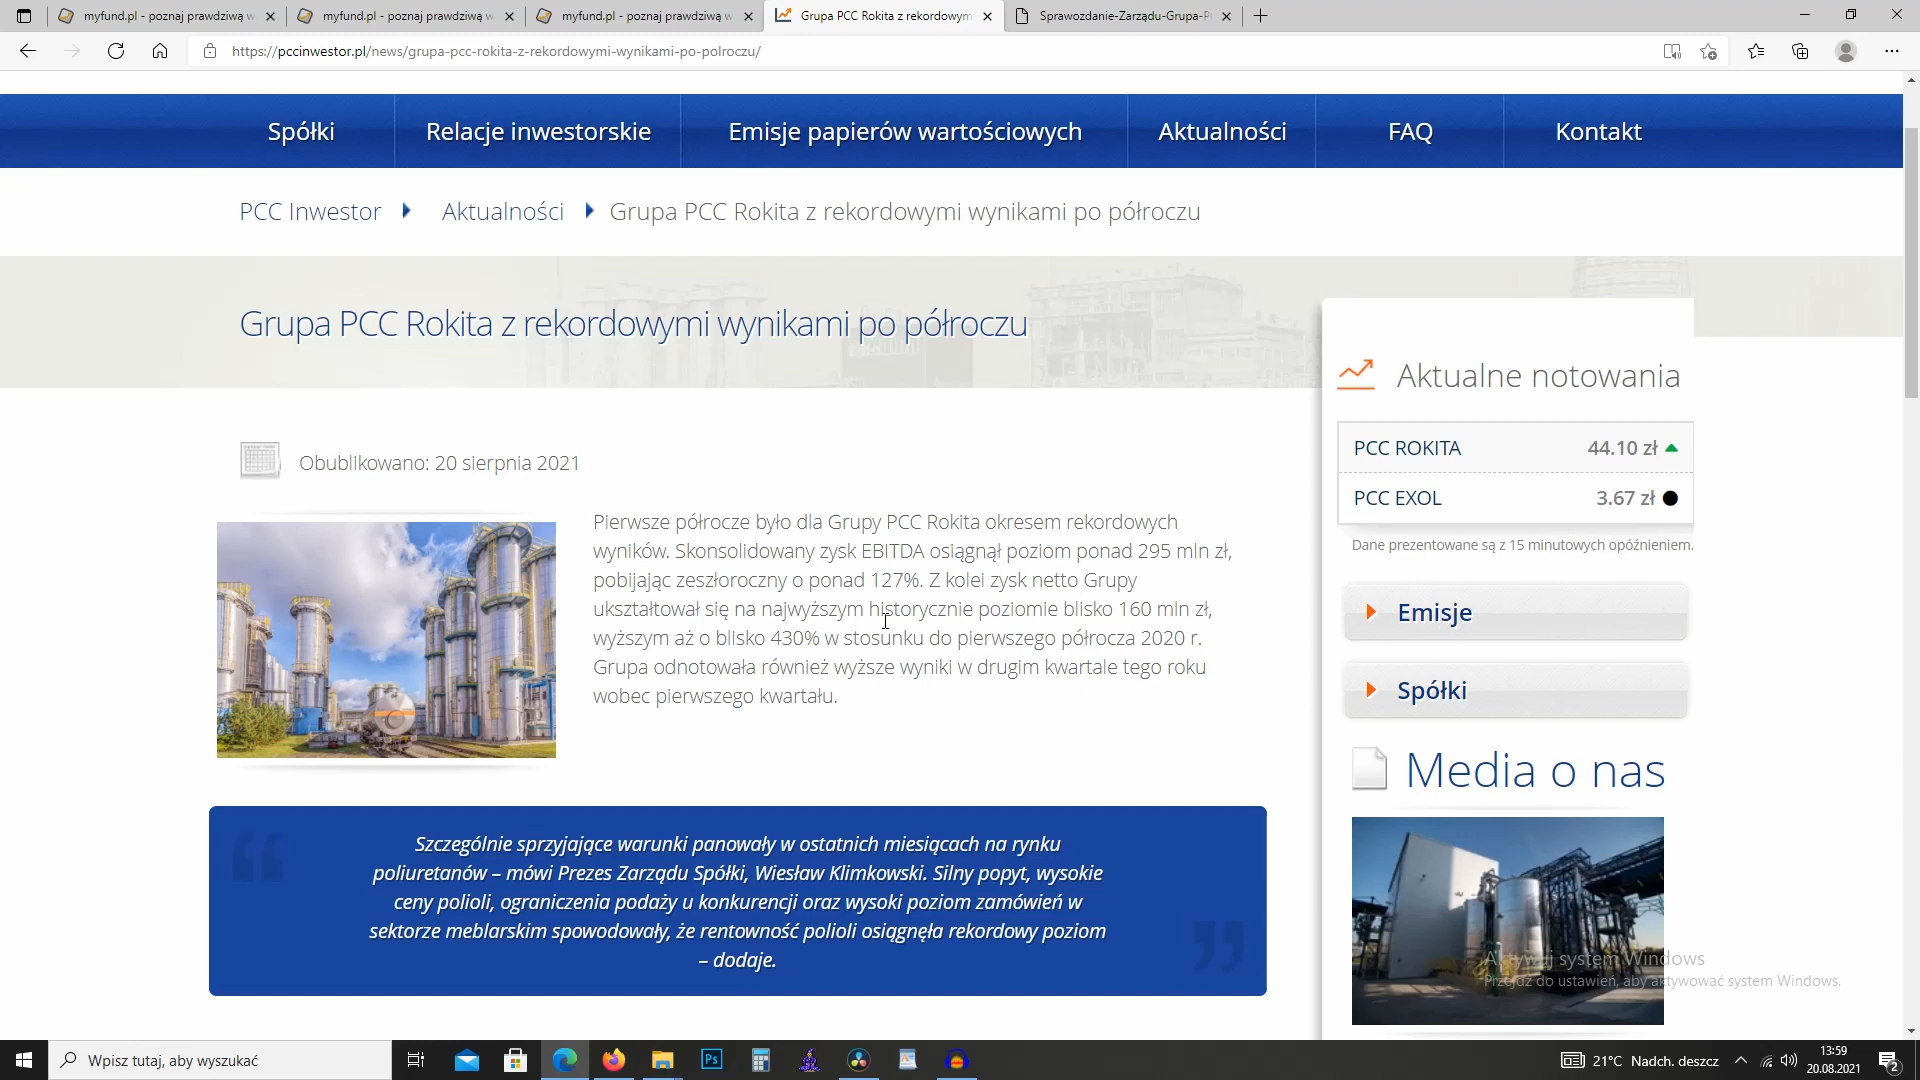 myfund.pl - poznaj prawdziwą w
myfund.pl - poznaj prawdziwą w
myfund.pl - poznaj prawdziwą w
Grupa PCC Rokita z rekordowym
Sprawozdanie-Zarządu-Grupa-P
https://pccinwestor.pl/news/grupa-pcc-rokita-z-rekordowymi-wynikami-po-polroczu/
Spółki
Relacje inwestorskie
Emisje papierów wartościowych
Aktualności
FAQ
Kontakt
PCC Inwestor
Aktualności
Grupa PCC Rokita z rekordowymi wynikami po półroczu
Grupa PCC Rokita z rekordowymi wynikami po półroczu
Obublikowano: 20 sierpnia 2021
Pierwsze półrocze było dla Grupy PCC Rokita okresem rekordowych
wyników. Skonsolidowany zysk EBITDA osiągnął poziom ponad 295 mln zł,
pobijając zeszłoroczny o ponad 127%. Z kolei zysk netto Grupy
ukształtował się na najwyższym historycznie poziomie blisko 160 mln zł,
wyższym aż o blisko 430% w stosunku do pierwszego półrocza 2020 r.
Grupa odnotowała również wyższe wyniki w drugim kwartale tego roku
wobec pierwszego kwartału.
Szczególnie sprzyjające warunki panowały w ostatnich miesiącach na rynku
poliuretanów – mówi Prezes Zarządu Spółki, Wiesław Klimkowski. Silny popyt, wysokie
ceny polioli, ograniczenia podaży u konkurencji oraz wysoki poziom zamówień w
sektorze meblarskim spowodowały, że rentowność polioli osiągnęła rekordowy poziom
– dodaje.
Aktualne notowania
PCC ROKITA 44.10 zł
PCC EXOL 3.67 zł
Dane prezentowane są z 15 minutowych opóźnieniem.
Emisje
Spółki
Media o nas
Aktywuj system Windows
Przejdź do ustawień, aby aktywować system Windows.
Wpisz tutaj, aby wyszukać
Ps
21°C Nadch. deszcz
13:59
20.08.2021
2